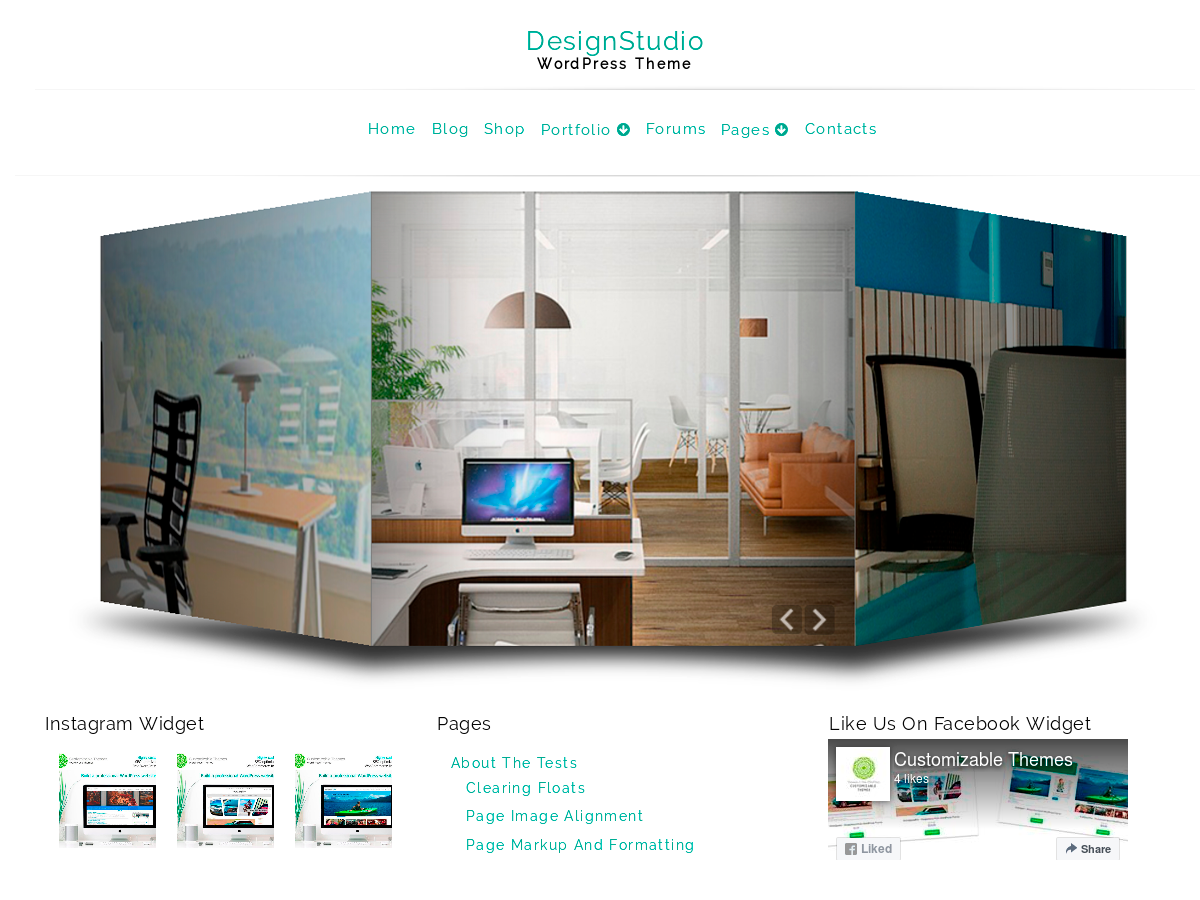 DesignStudio
WordPress Theme
Home Blog Shop Portfolio Forums Pages Contacts
Instagram Widget
Pages
Like Us On Facebook Widget
About The Tests
Clearing Floats
Page Image Alignment
Page Markup And Formatting
Customizable Themes
4 likes
Liked
Share